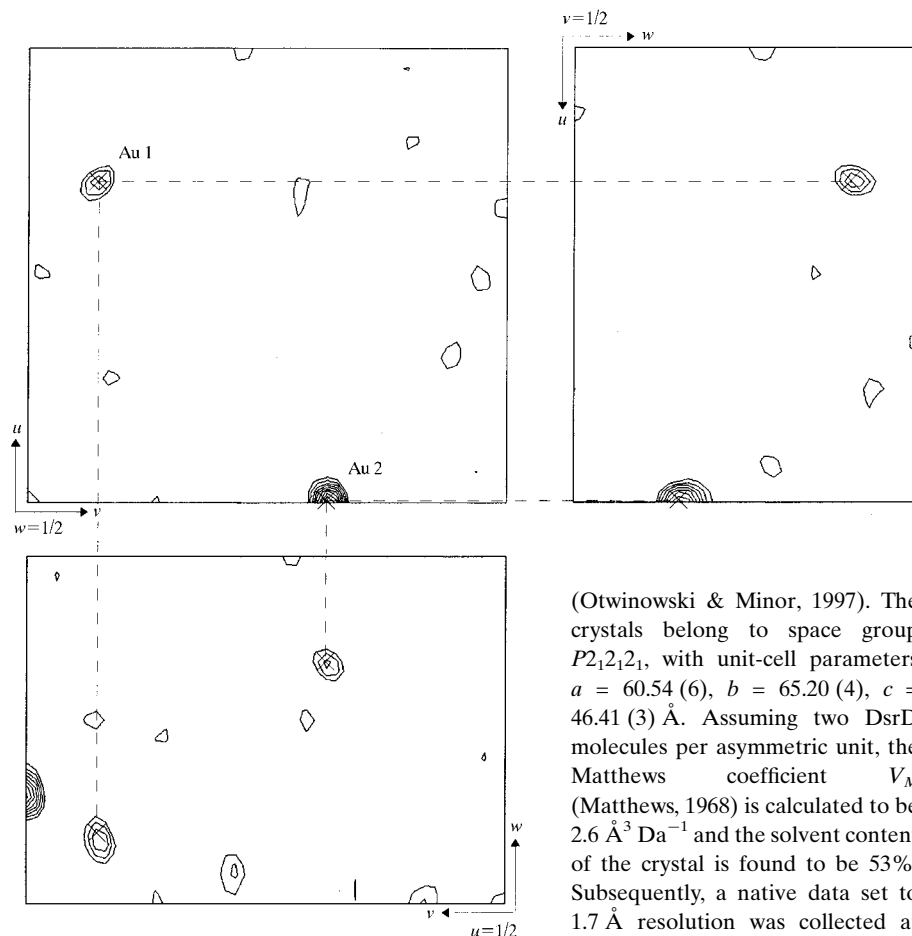 v=1/2
w
u
Au 1
Au 2
u
v
w=1/2
w
v
u=1/2
(Otwinowski & Minor, 1997). The
crystals belong to space group
P2₁2₁2₁, with unit-cell parameters
a = 60.54 (6), b = 65.20 (4), c =
46.41 (3) Å. Assuming two DsrD
molecules per asymmetric unit, the
Matthews coefficient V_M
(Matthews, 1968) is calculated to be
2.6 Å³ Da⁻¹ and the solvent content
of the crystal is found to be 53%.
Subsequently, a native data set to
1.7 Å resolution was collected at